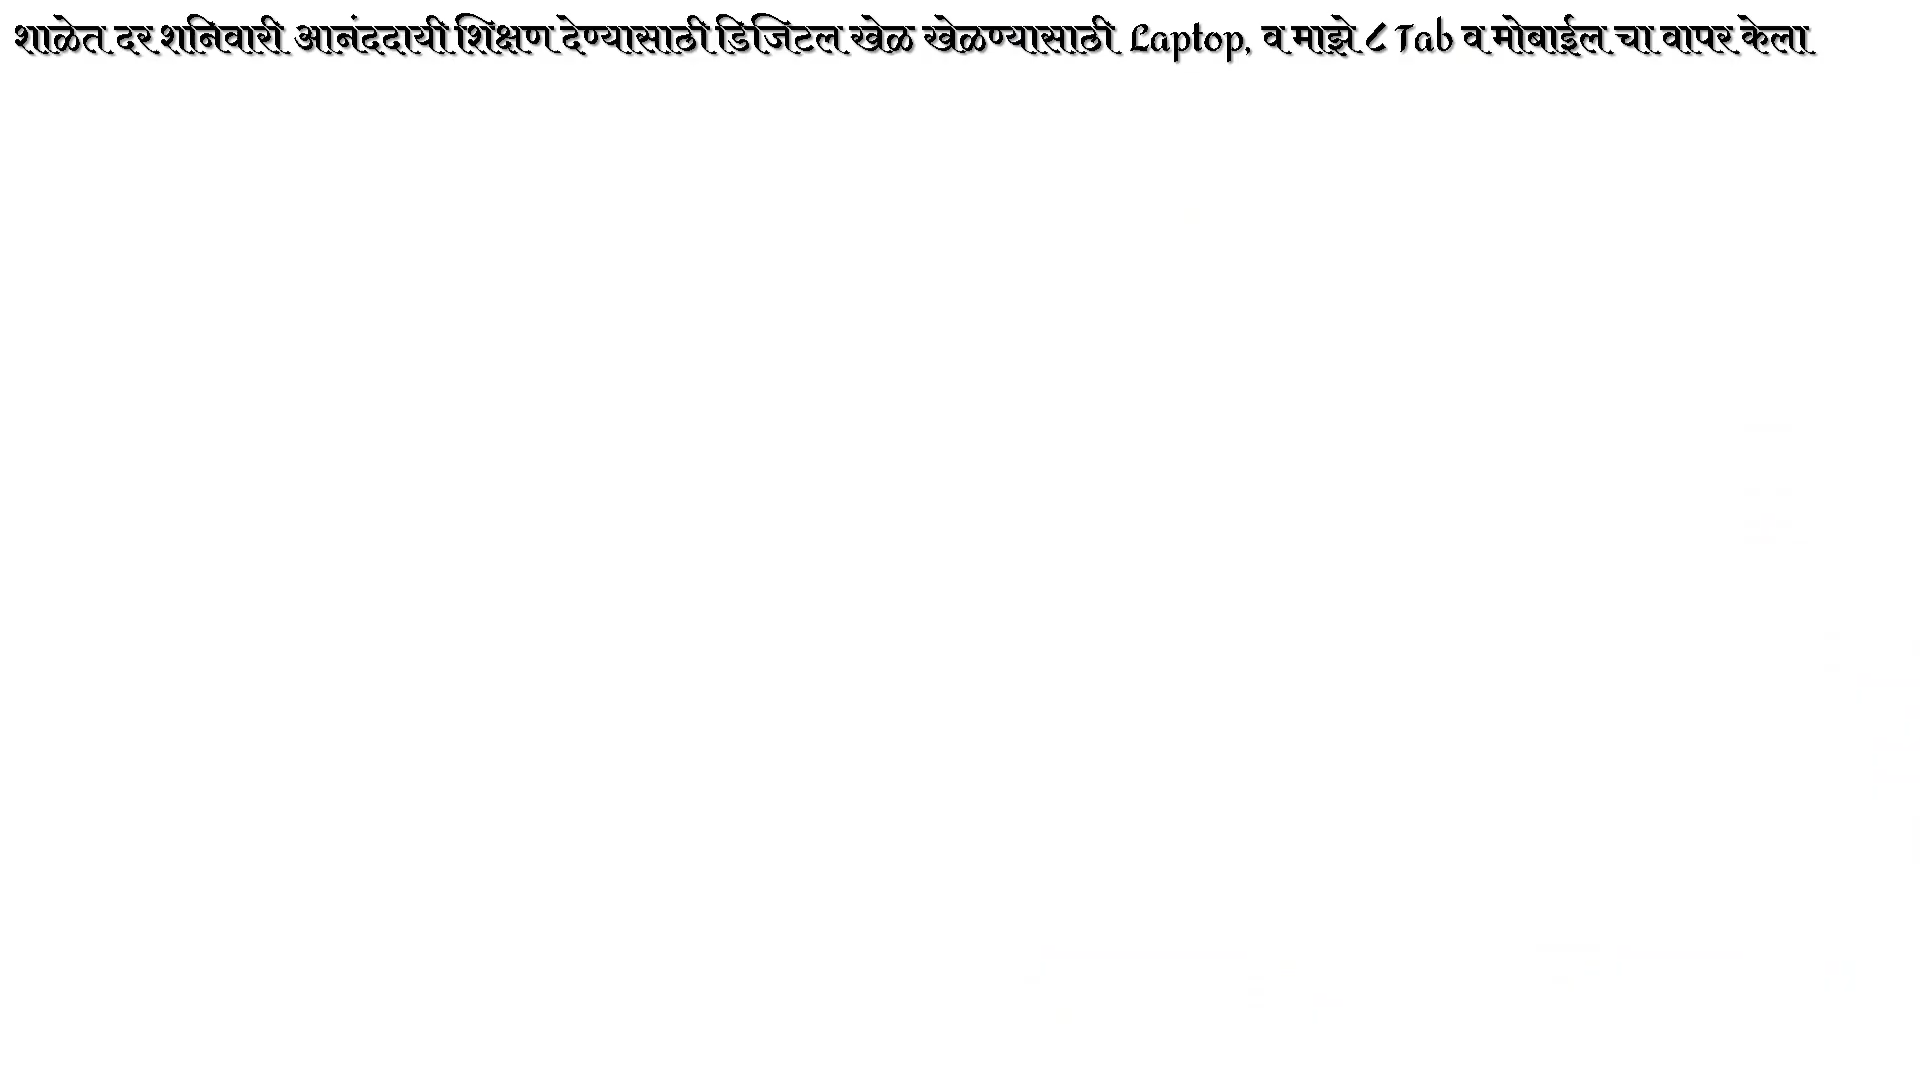 शाळेत दर शनिवारी आनंददायी शिक्षण देण्यासाठी डिजिटल खेळ खेळण्यासाठी Laptop, व माझे ८ Tab व मोबाईल चा वापर केला